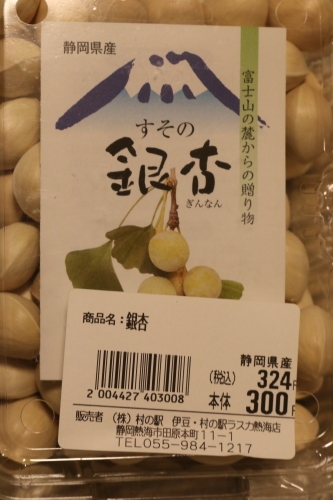 静岡県産
富士山の麓からの贈り物
すその
銀杏
ぎんなん
商品名：銀杏
2 004427 403008
静岡県産
(税込) 324円
本体 300円
販売者 (株)村の駅 伊豆・村の駅ラスカ熱海店
静岡熱海市田原本町11-1
TEL055-984-1217